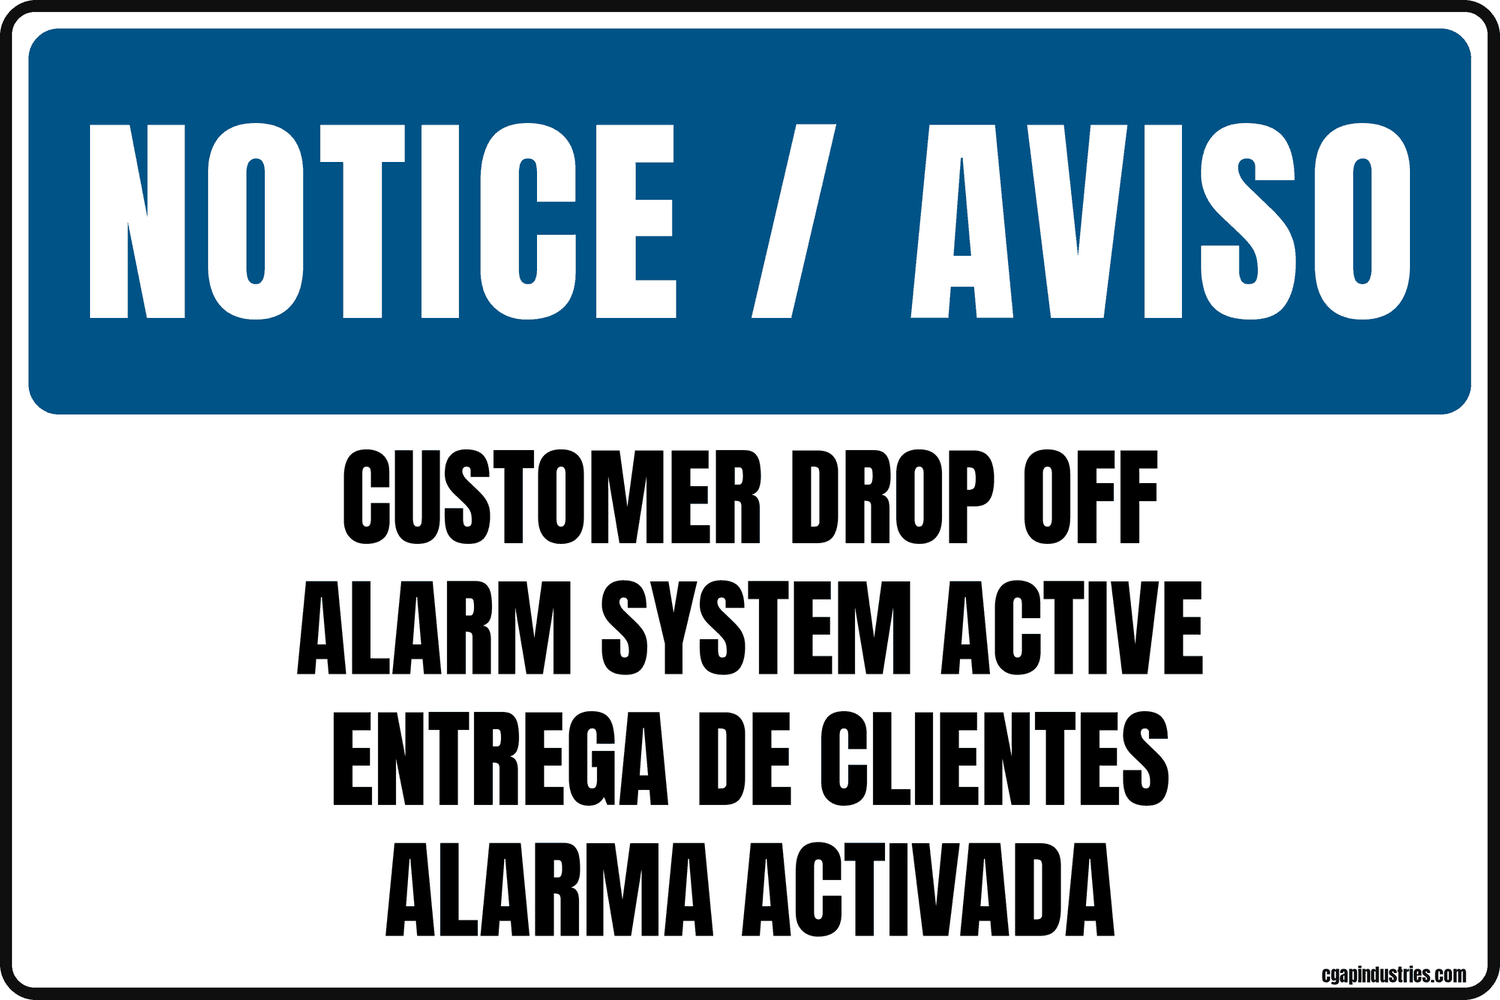 NOTICE / AVISO
CUSTOMER DROP OFF
ALARM SYSTEM ACTIVE
ENTREGA DE CLIENTES
ALARMA ACTIVADA
cgapindustries.com